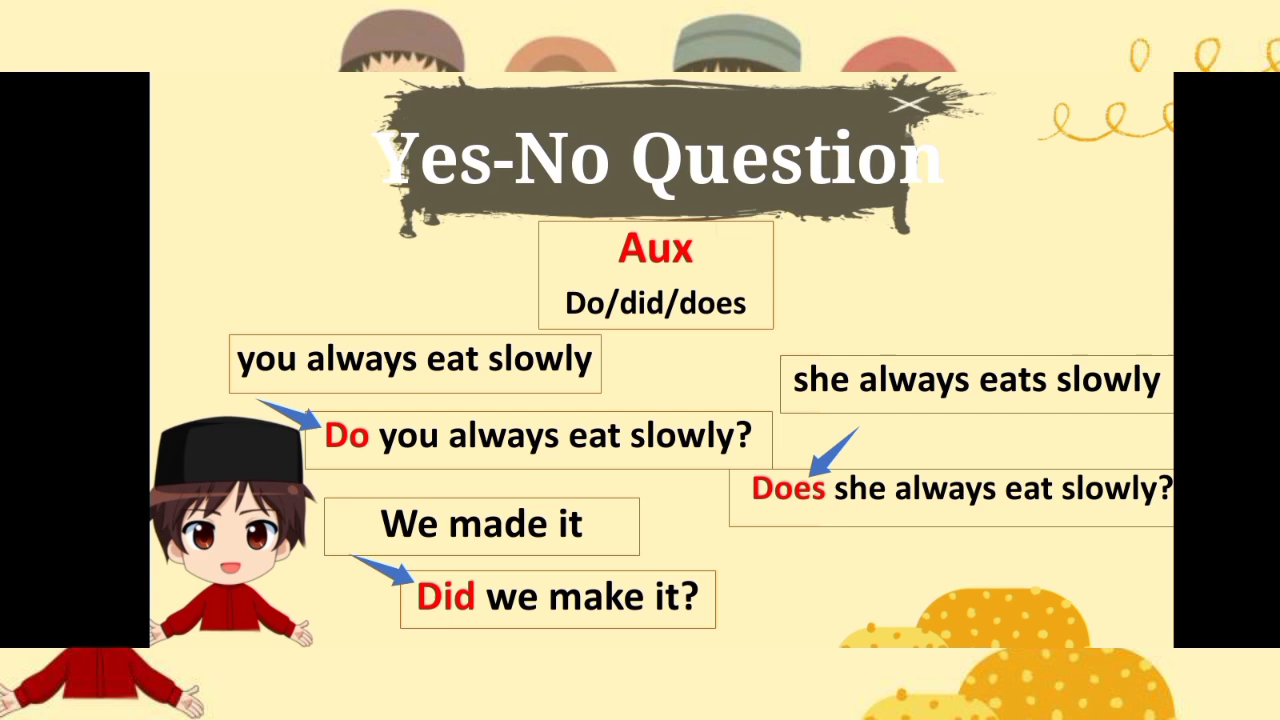 Yes-No Question
Aux
Do/did/does
you always eat slowly
she always eats slowly
Do you always eat slowly?
Does she always eat slowly?
We made it
Did we make it?